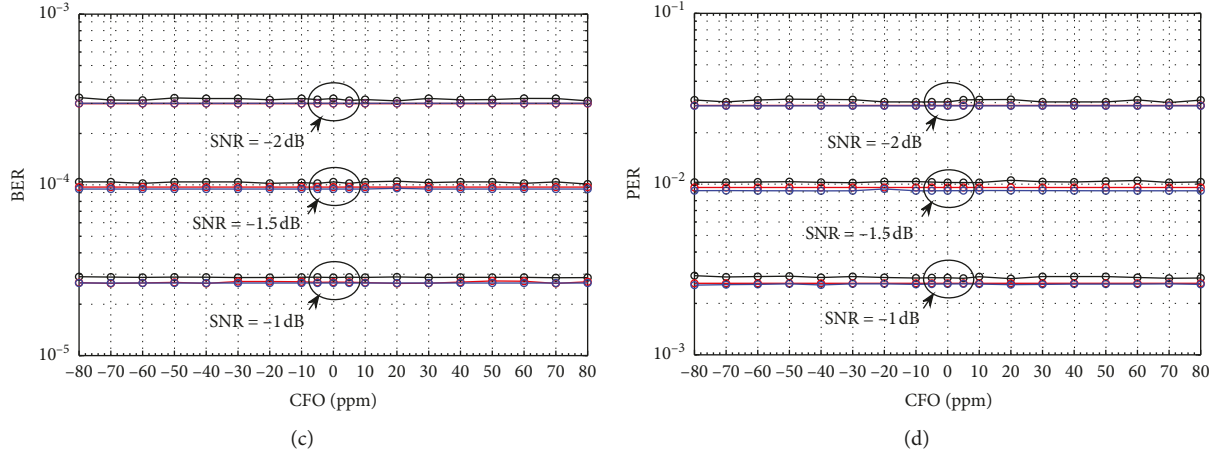 10⁻³
10⁻⁴
10⁻⁵
BER
SNR = –2 dB
SNR = –1.5 dB
SNR = –1 dB
–80 –70 –60 –50 –40 –30 –20 –10 0 10 20 30 40 50 60 70 80
CFO (ppm)
(c)
10⁻¹
10⁻²
10⁻³
PER
SNR = –2 dB
SNR = –1.5 dB
SNR = –1 dB
–80 –70 –60 –50 –40 –30 –20 –10 0 10 20 30 40 50 60 70 80
CFO (ppm)
(d)